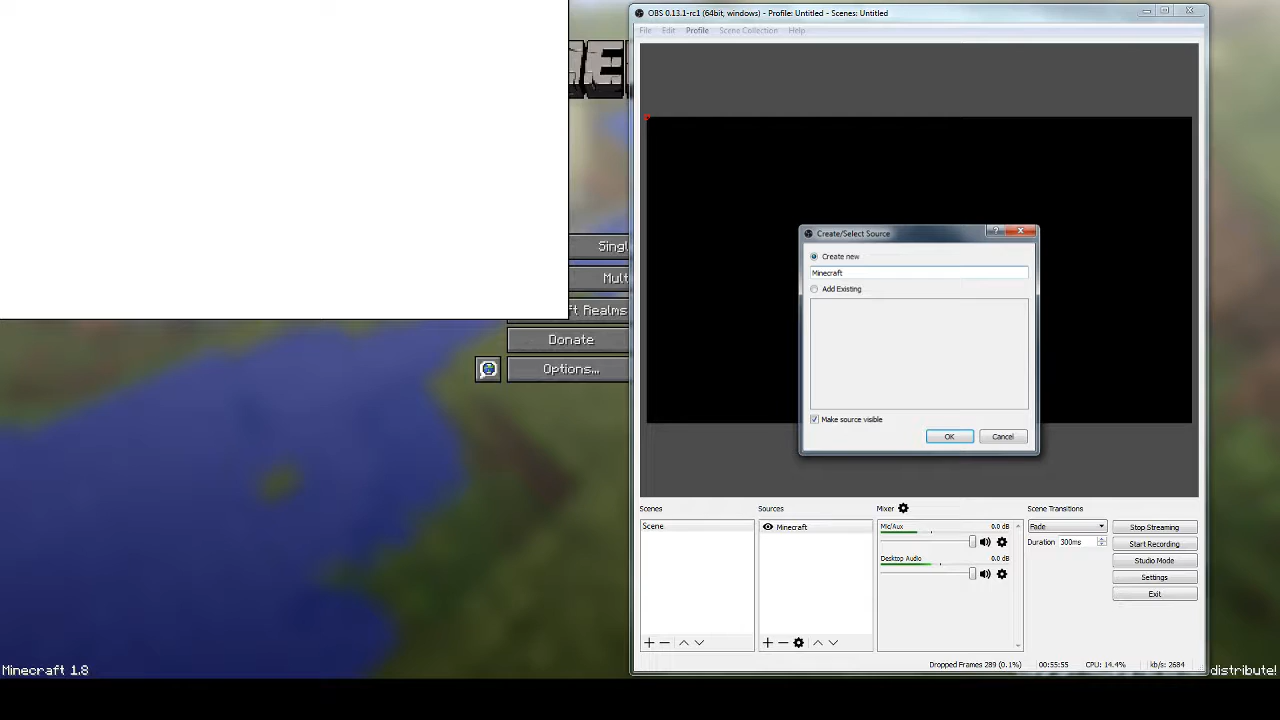 OBS 0.13.1-rc1 (64bit, windows) - Profile: Untitled - Scenes: Untitled
File Edit Profile Scene Collection Help
Create/Select Source
Create new
Minecraft
Add Existing
Make source visible
OK Cancel
Singl
Mult
ft Realms
Donate
Options...
Scenes Sources Mixer Scene Transitions
Scene
Minecraft
Mic/Aux 0.0 dB
Desktop Audio 0.0 dB
Fade
Duration 300ms
Stop Streaming
Start Recording
Studio Mode
Settings
Exit
Dropped Frames 289 (0.1%) 00:55:55 CPU: 14.4% kb/s: 2684
Minecraft 1.8
distribute!